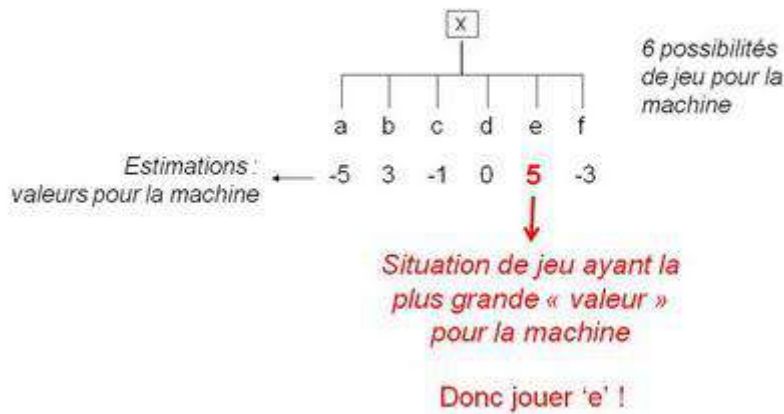 X
6 possibilités
de jeu pour la
machine
a b c d e f
Estimations :
valeurs pour la machine
-5 3 -1 0 5 -3
Situation de jeu ayant la
plus grande « valeur »
pour la machine
Donc jouer 'e' !